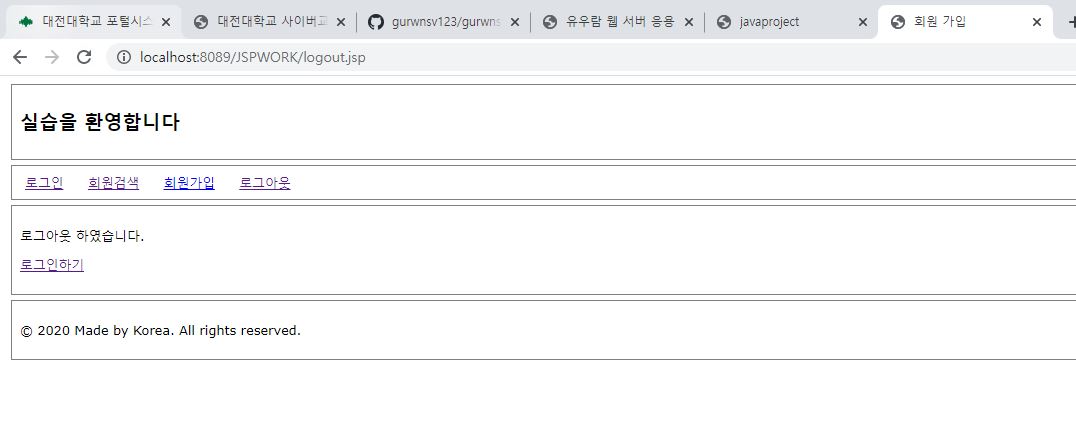 대전대학교 포털시스
대전대학교 사이버교
gurwnsv123/gurwns
유우람 웹 서버 응용
javaproject
회원 가입
localhost:8089/JSPWORK/logout.jsp
실습을 환영합니다
로그인 회원검색 회원가입 로그아웃
로그아웃 하였습니다.
로그인하기
© 2020 Made by Korea. All rights reserved.